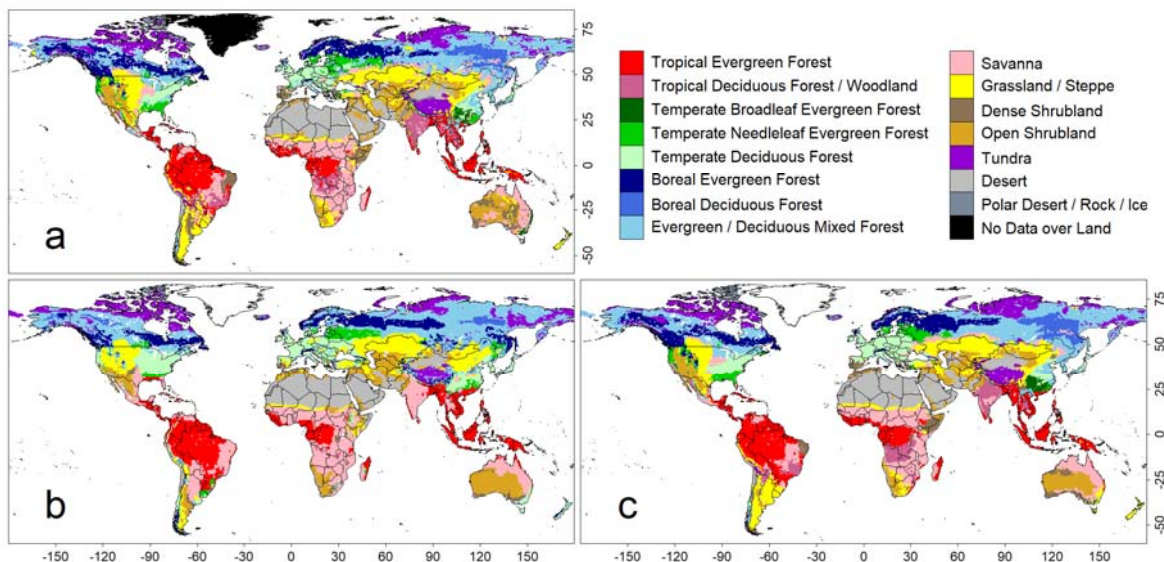 a
75
50
25
0
-25
-50
Tropical Evergreen Forest
Tropical Deciduous Forest / Woodland
Temperate Broadleaf Evergreen Forest
Temperate Needleleaf Evergreen Forest
Temperate Deciduous Forest
Boreal Evergreen Forest
Boreal Deciduous Forest
Evergreen / Deciduous Mixed Forest
Savanna
Grassland / Steppe
Dense Shrubland
Open Shrubland
Tundra
Desert
Polar Desert / Rock / Ice
No Data over Land
b
c
75
50
25
0
-25
-50
-150 -120 -90 -60 -30 0 30 60 90 120 150
-150 -120 -90 -60 -30 0 30 60 90 120 150